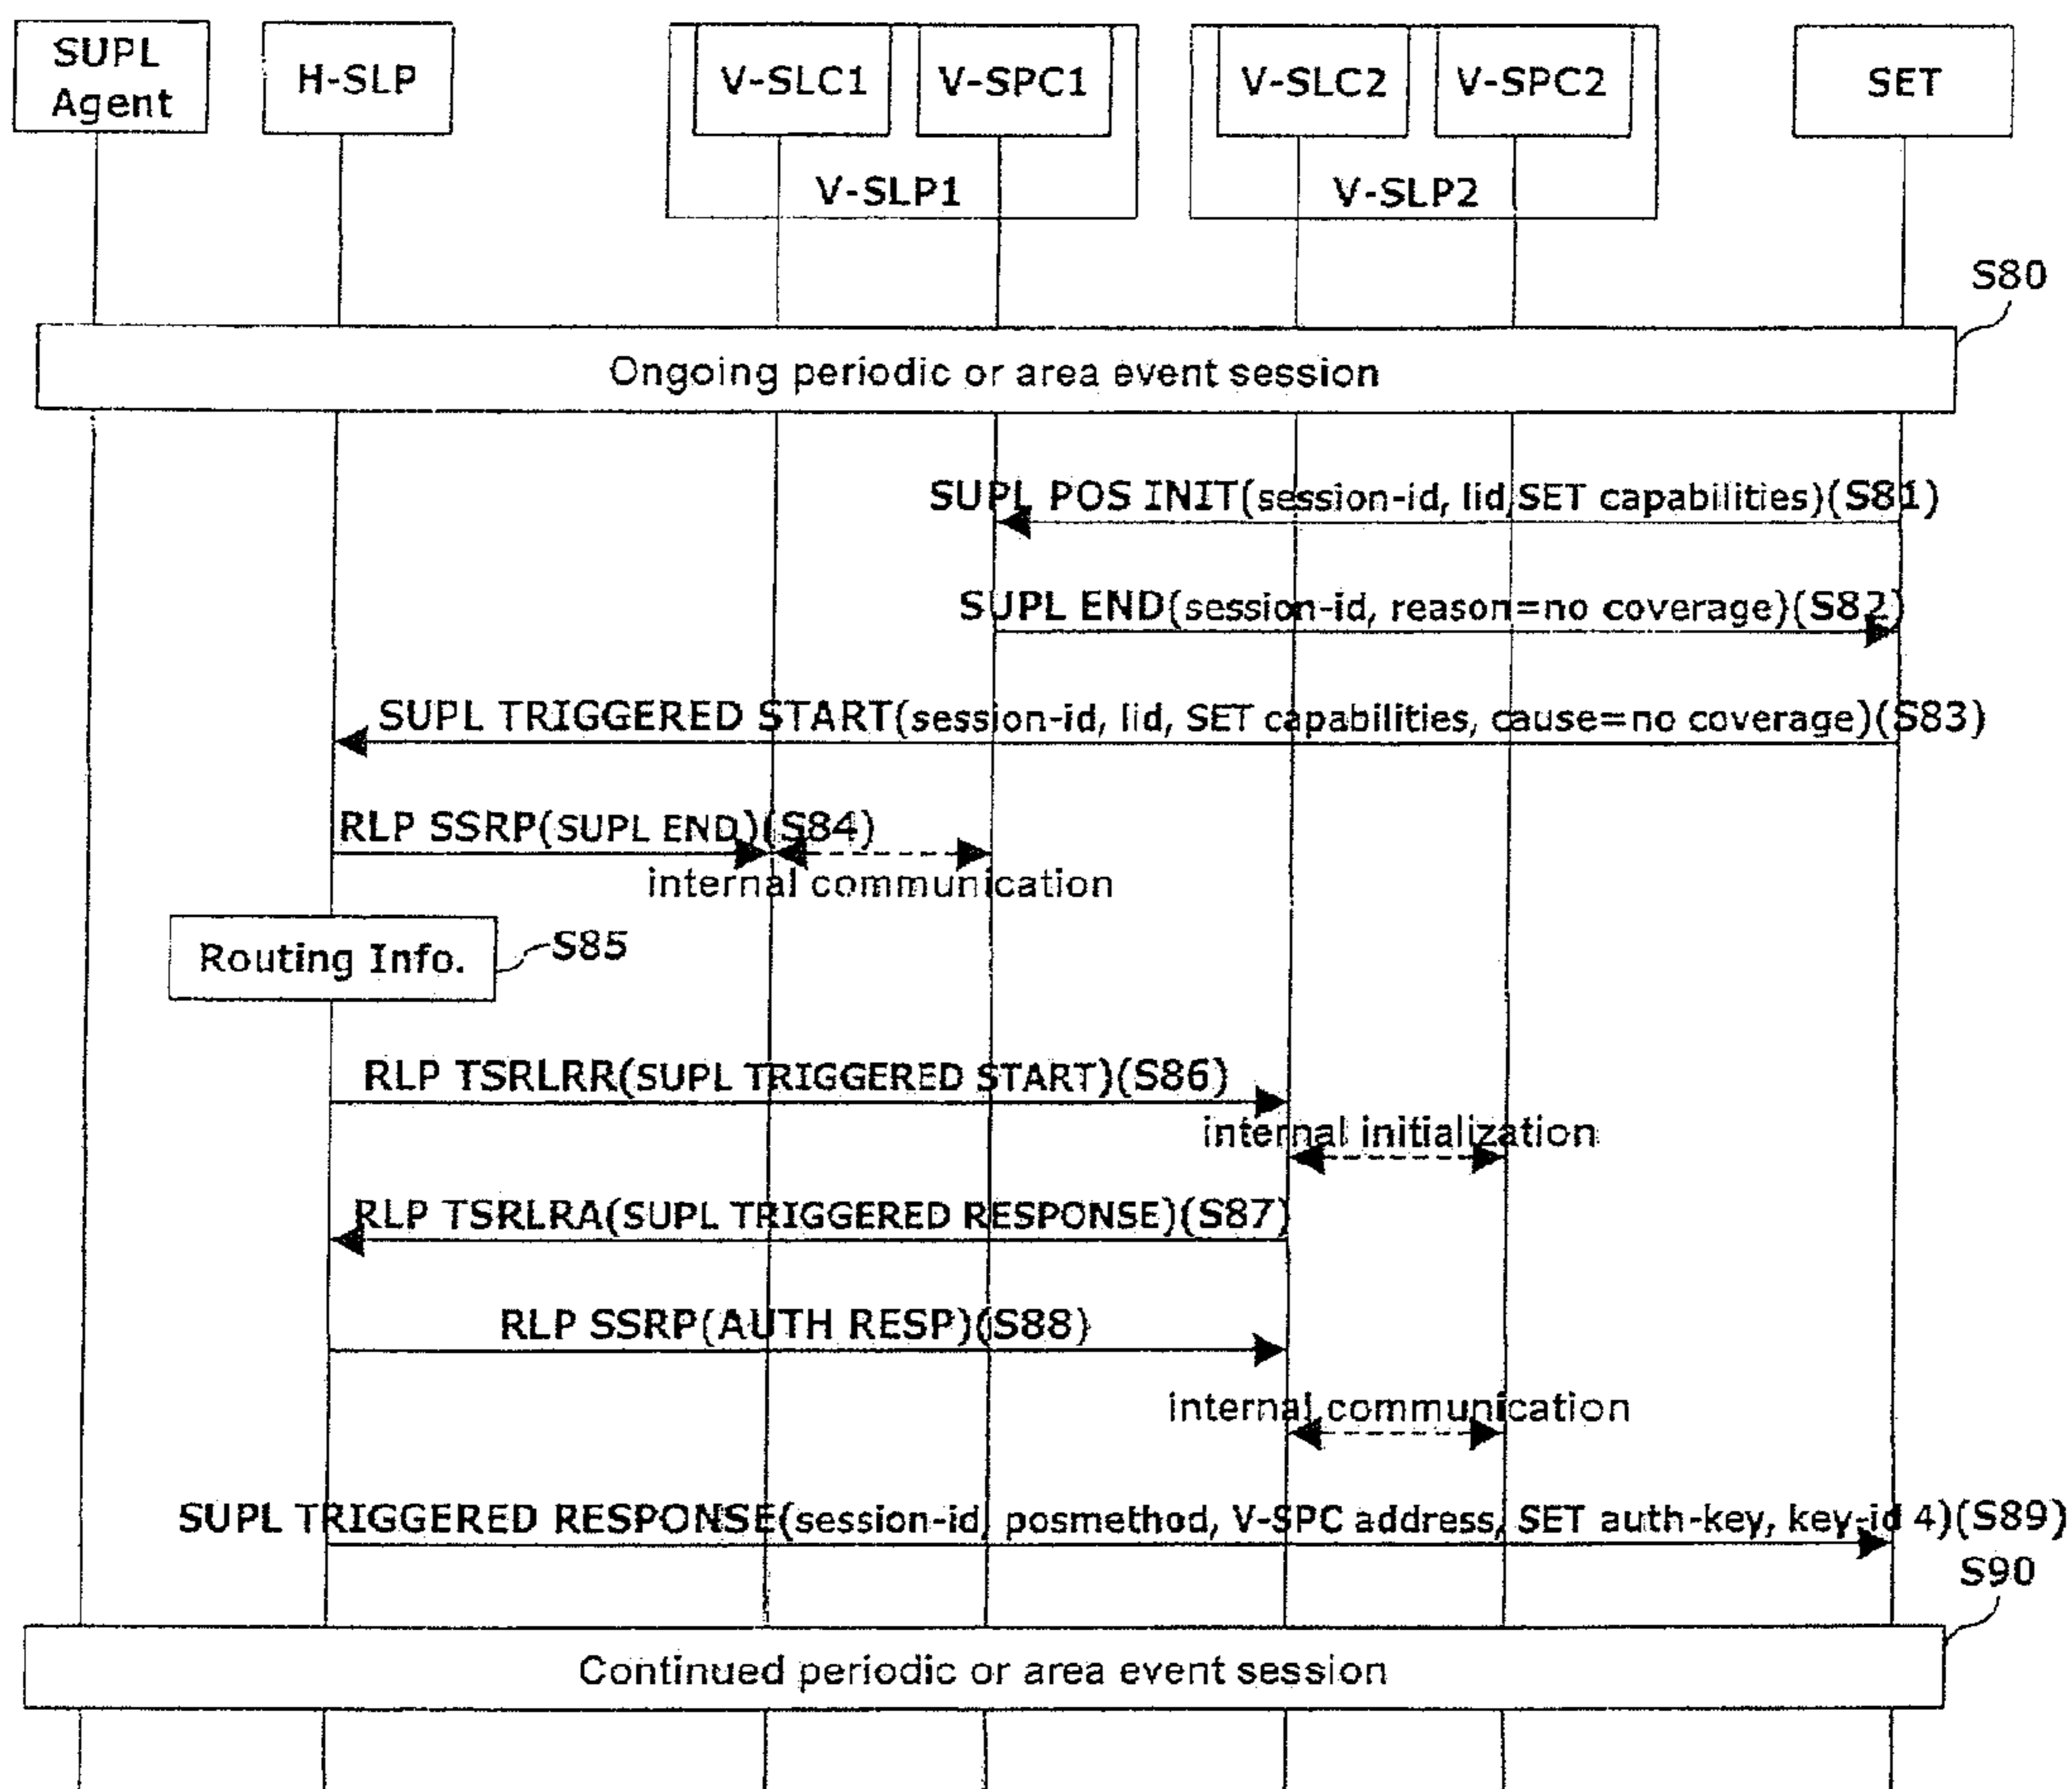 SUPL
Agent
H-SLP
V-SLC1
V-SPC1
V-SLC2
V-SPC2
SET
V-SLP1
V-SLP2
S80
Ongoing periodic or area event session
SUPL POS INIT(session-id, lid,SET capabilities)(S81)
SUPL END(session-id, reason=no coverage)(S82)
SUPL TRIGGERED START(session-id, lid, SET capabilities, cause=no coverage)(S83)
RLP SSRP(SUPL END)(S84)
internal communication
Routing Info.
S85
RLP TSRLRR(SUPL TRIGGERED START)(S86)
internal initialization
RLP TSRLRA(SUPL TRIGGERED RESPONSE)(S87)
RLP SSRP(AUTH RESP)(S88)
internal communication
SUPL TRIGGERED RESPONSE(session-id, posmethod, V-SPC address, SET auth-key, key-id 4)(S89)
S90
Continued periodic or area event session